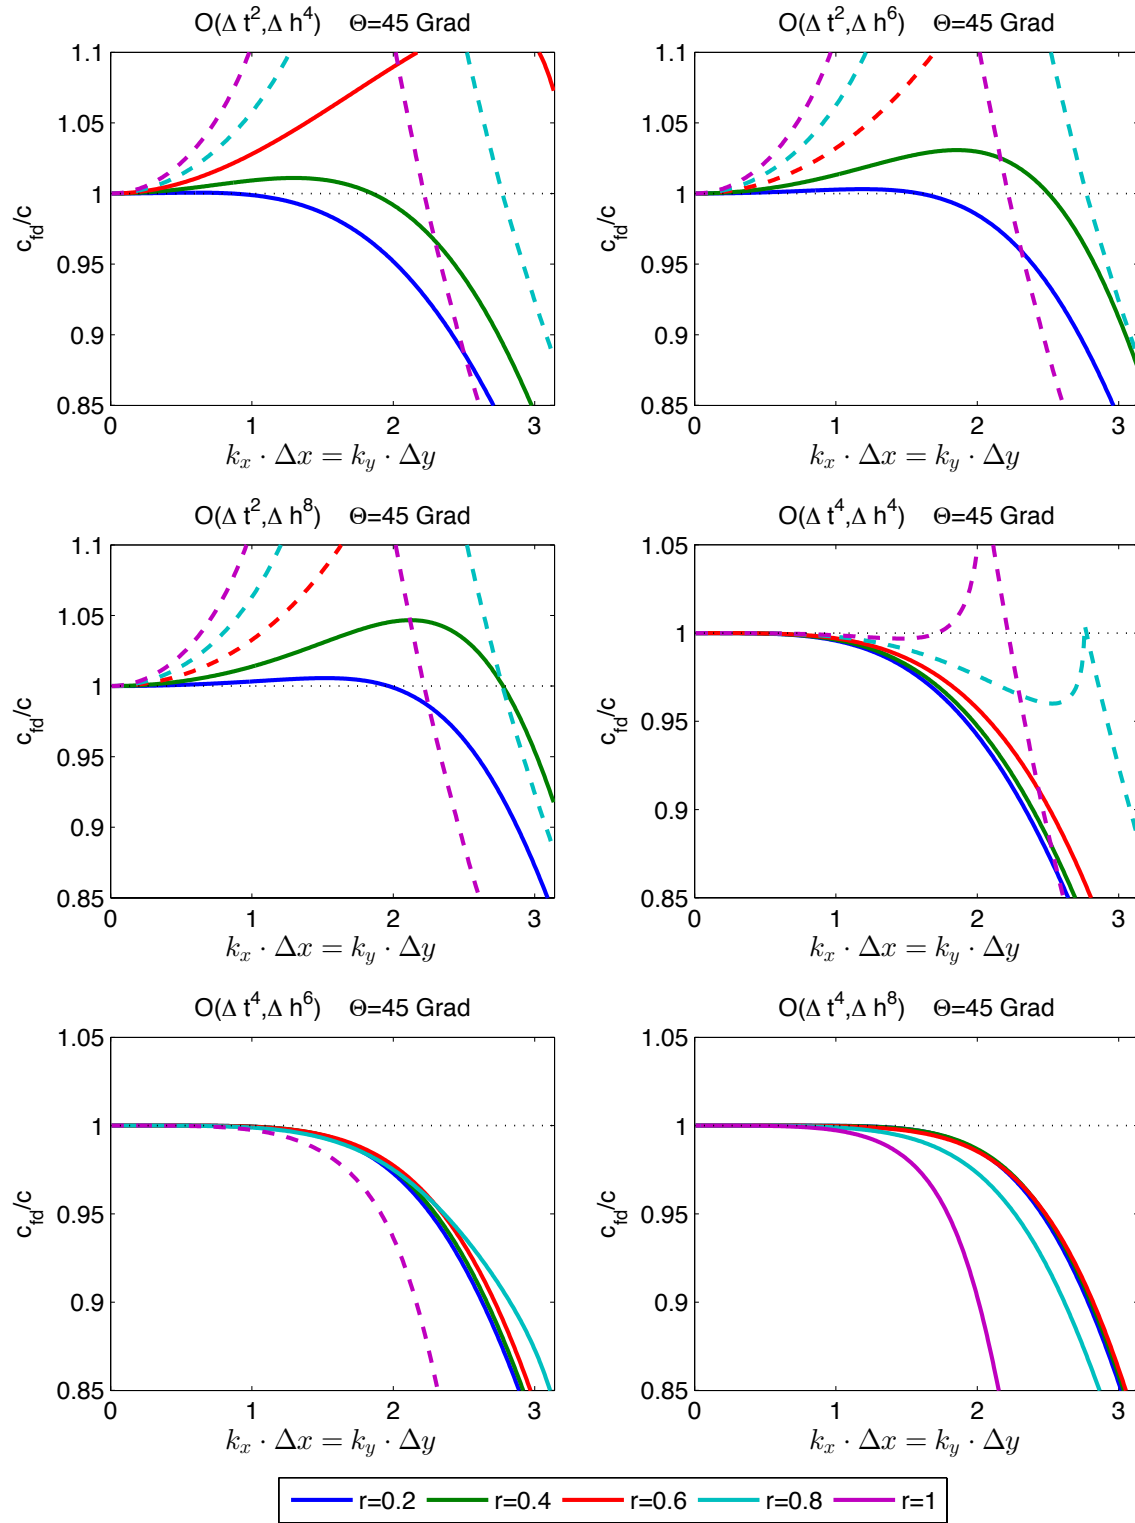 O(Δ t²,Δ h⁴) Θ=45 Grad
1.1
1.05
1
0.95
0.9
0.85
c_fd/c
0 1 2 3
k_x · Δx = k_y · Δy
O(Δ t²,Δ h⁶) Θ=45 Grad
1.1
1.05
1
0.95
0.9
0.85
c_fd/c
0 1 2 3
k_x · Δx = k_y · Δy
O(Δ t²,Δ h⁸) Θ=45 Grad
1.1
1.05
1
0.95
0.9
0.85
c_fd/c
0 1 2 3
k_x · Δx = k_y · Δy
O(Δ t⁴,Δ h⁴) Θ=45 Grad
1.05
1
0.95
0.9
0.85
c_fd/c
0 1 2 3
k_x · Δx = k_y · Δy
O(Δ t⁴,Δ h⁶) Θ=45 Grad
1.05
1
0.95
0.9
0.85
c_fd/c
0 1 2 3
k_x · Δx = k_y · Δy
O(Δ t⁴,Δ h⁸) Θ=45 Grad
1.05
1
0.95
0.9
0.85
c_fd/c
0 1 2 3
k_x · Δx = k_y · Δy
r=0.2 r=0.4 r=0.6 r=0.8 r=1